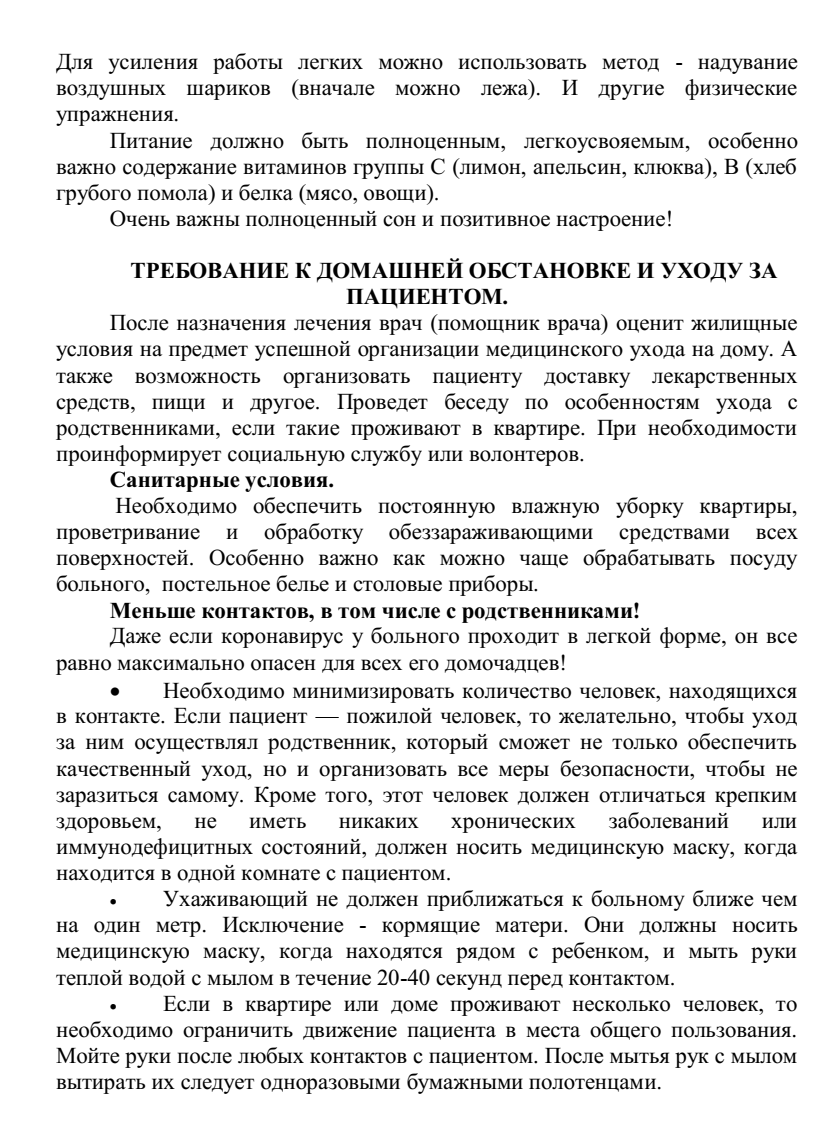 Для усиления работы легких можно использовать метод - надувание
воздушных шариков (вначале можно лежа). И другие физические
упражнения.
Питание должно быть полноценным, легкоусвояемым, особенно
важно содержание витаминов группы С (лимон, апельсин, клюква), В (хлеб
грубого помола) и белка (мясо, овощи).
Очень важны полноценный сон и позитивное настроение!
ТРЕБОВАНИЕ К ДОМАШНЕЙ ОБСТАНОВКЕ И УХОДУ ЗА
ПАЦИЕНТОМ.
После назначения лечения врач (помощник врача) оценит жилищные
условия на предмет успешной организации медицинского ухода на дому. А
также возможность организовать пациенту доставку лекарственных
средств, пищи и другое. Проведет беседу по особенностям ухода с
родственниками, если такие проживают в квартире. При необходимости
проинформирует социальную службу или волонтеров.
Санитарные условия.
Необходимо обеспечить постоянную влажную уборку квартиры,
проветривание и обработку обеззараживающими средствами всех
поверхностей. Особенно важно как можно чаще обрабатывать посуду
больного, постельное белье и столовые приборы.
Меньше контактов, в том числе с родственниками!
Даже если коронавирус у больного проходит в легкой форме, он все
равно максимально опасен для всех его домочадцев!
• Необходимо минимизировать количество человек, находящихся
в контакте. Если пациент — пожилой человек, то желательно, чтобы уход
за ним осуществлял родственник, который сможет не только обеспечить
качественный уход, но и организовать все меры безопасности, чтобы не
заразиться самому. Кроме того, этот человек должен отличаться крепким
здоровьем, не иметь никаких хронических заболеваний или
иммунодефицитных состояний, должен носить медицинскую маску, когда
находится в одной комнате с пациентом.
• Ухаживающий не должен приближаться к больному ближе чем
на один метр. Исключение - кормящие матери. Они должны носить
медицинскую маску, когда находятся рядом с ребенком, и мыть руки
теплой водой с мылом в течение 20-40 секунд перед контактом.
• Если в квартире или доме проживают несколько человек, то
необходимо ограничить движение пациента в места общего пользования.
Мойте руки после любых контактов с пациентом. После мытья рук с мылом
вытирать их следует одноразовыми бумажными полотенцами.